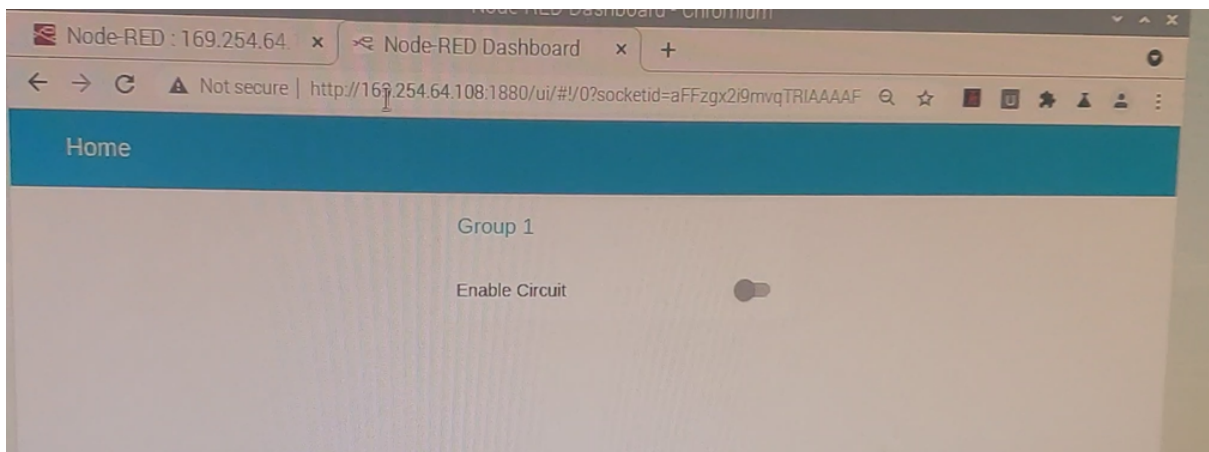 Node-RED Dashboard - Chromium
Node-RED : 169.254.64.
Node-RED Dashboard
Not secure | http://169.254.64.108:1880/ui/#!/0?socketid=aFFzgx2i9mvqTRIAAAAF
Home
Group 1
Enable Circuit